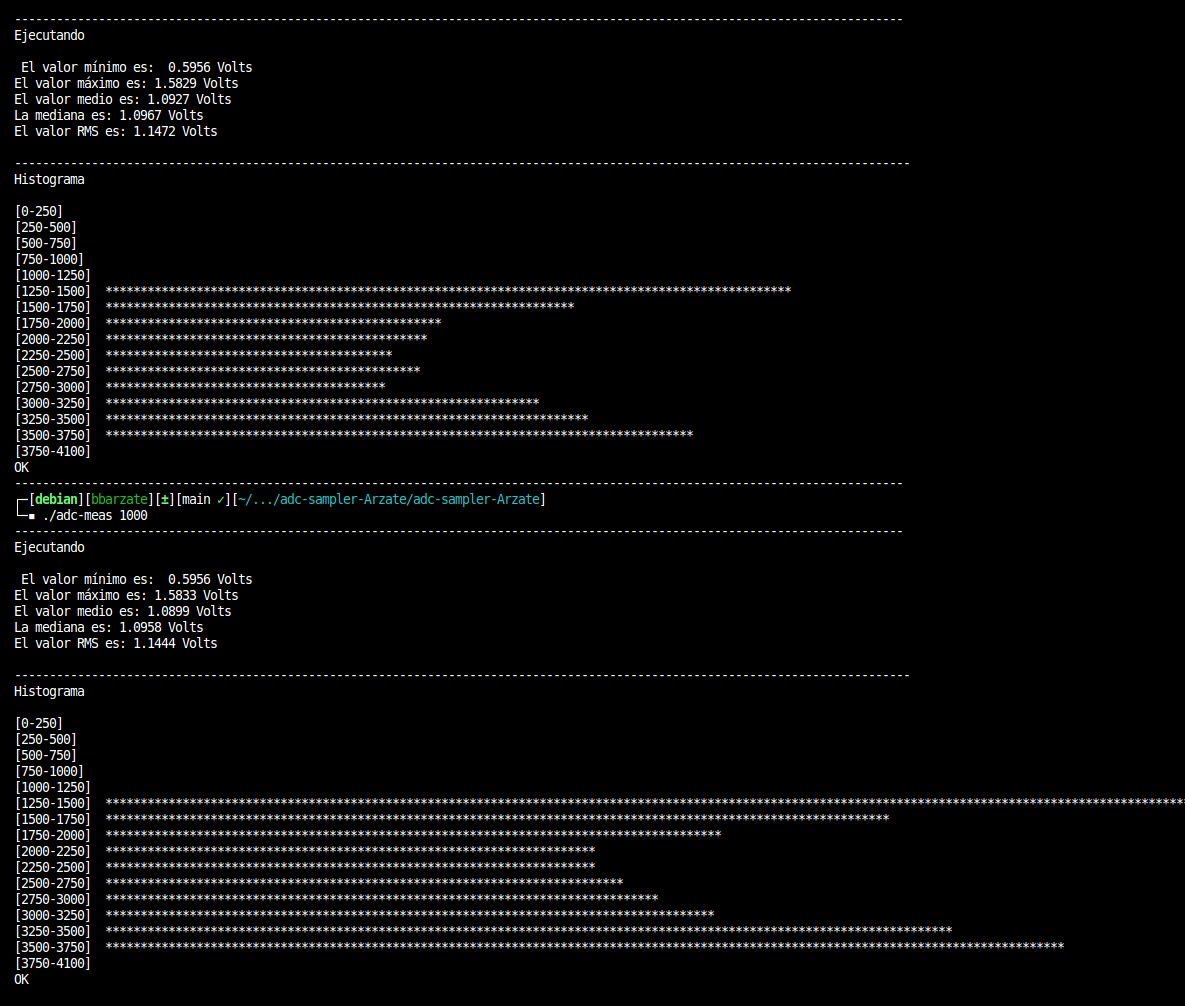 -------------------------------------------------------------------------------------------------------------------------------
Ejecutando
El valor mínimo es:  0.5956 Volts
El valor máximo es: 1.5829 Volts
El valor medio es: 1.0927 Volts
La mediana es: 1.0967 Volts
El valor RMS es: 1.1472 Volts
--------------------------------------------------------------------------------------------------------------------------------
Histograma
[0-250]
[250-500]
[500-750]
[750-1000]
[1000-1250]
[1250-1500]  **************************************************************************************************
[1500-1750]  *******************************************************************
[1750-2000]  ************************************************
[2000-2250]  **********************************************
[2250-2500]  *****************************************
[2500-2750]  *********************************************
[2750-3000]  ****************************************
[3000-3250]  **************************************************************
[3250-3500]  *********************************************************************
[3500-3750]  ************************************************************************************
[3750-4100]
OK
-------------------------------------------------------------------------------------------------------------------------------
┌─[debian][bbarzate][±][main ✓][~/.../adc-sampler-Arzate/adc-sampler-Arzate]
└─▪ ./adc-meas 1000
-------------------------------------------------------------------------------------------------------------------------------
Ejecutando
El valor mínimo es:  0.5956 Volts
El valor máximo es: 1.5833 Volts
El valor medio es: 1.0899 Volts
La mediana es: 1.0958 Volts
El valor RMS es: 1.1444 Volts
--------------------------------------------------------------------------------------------------------------------------------
Histograma
[0-250]
[250-500]
[500-750]
[750-1000]
[1000-1250]
[1250-1500]  **********************************************************************************************************************************************************
[1500-1750]  ****************************************************************************************************************
[1750-2000]  ****************************************************************************************
[2000-2250]  **********************************************************************
[2250-2500]  **********************************************************************
[2500-2750]  **************************************************************************
[2750-3000]  *******************************************************************************
[3000-3250]  ***************************************************************************************
[3250-3500]  *************************************************************************************************************************
[3500-3750]  *****************************************************************************************************************************************
[3750-4100]
OK